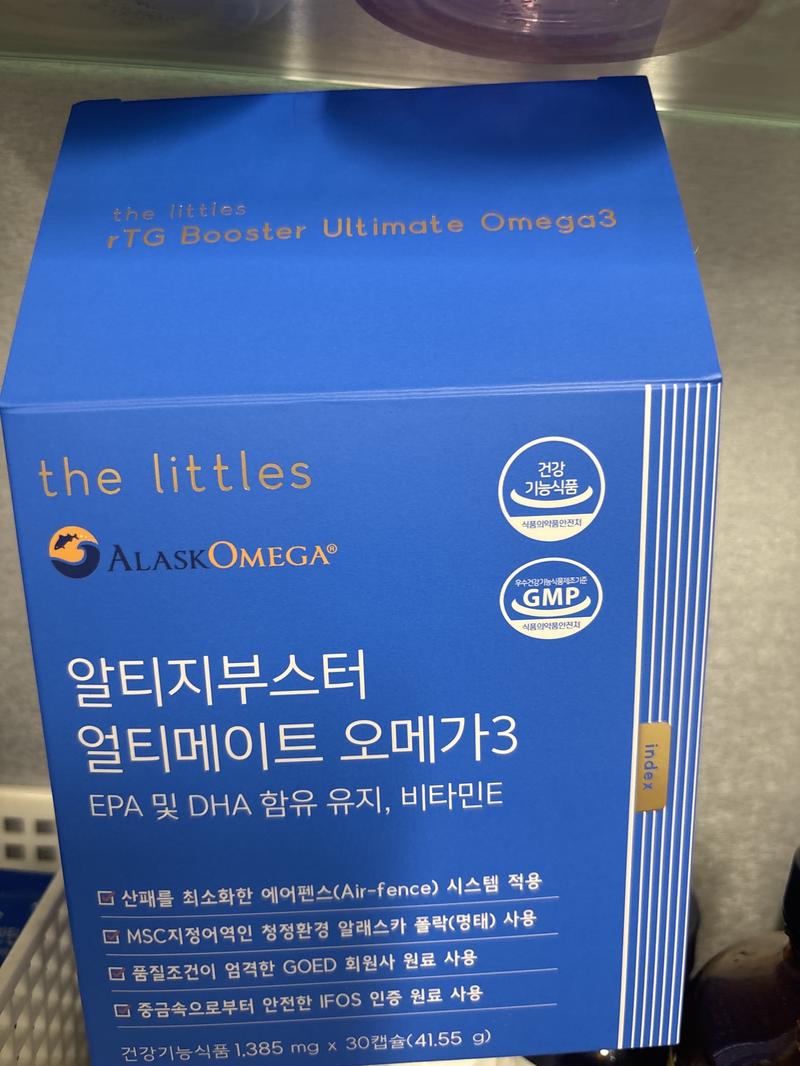 the littles
rTG Booster Ultimate Omega3
the littles
ALASKOMEGA®
건강
기능식품
식품의약품안전처
우수건강기능식품제조기준
GMP
식품의약품안전처
알티지부스터
얼티메이트 오메가3
EPA 및 DHA 함유 유지, 비타민E
index
산패를 최소화한 에어펜스(Air-fence) 시스템 적용
MSC지정어역인 청정환경 알래스카 폴락(명태) 사용
품질조건이 엄격한 GOED 회원사 원료 사용
중금속으로부터 안전한 IFOS 인증 원료 사용
건강기능식품 1,385 mg x 30캡슐(41.55 g)